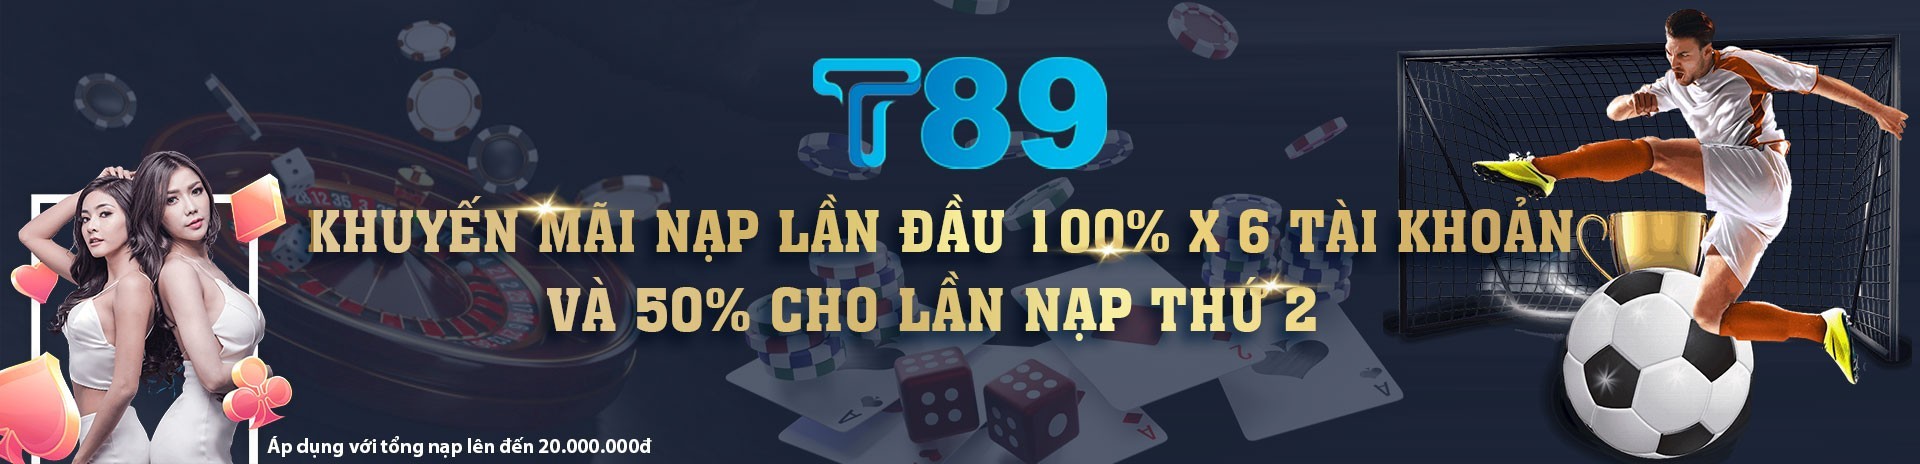 T89
KHUYẾN MÃI NẠP LẦN ĐẦU 100% X 6 TÀI KHOẢN
VÀ 50% CHO LẦN NẠP THỨ 2
Áp dụng với tổng nạp lên đến 20.000.000đ